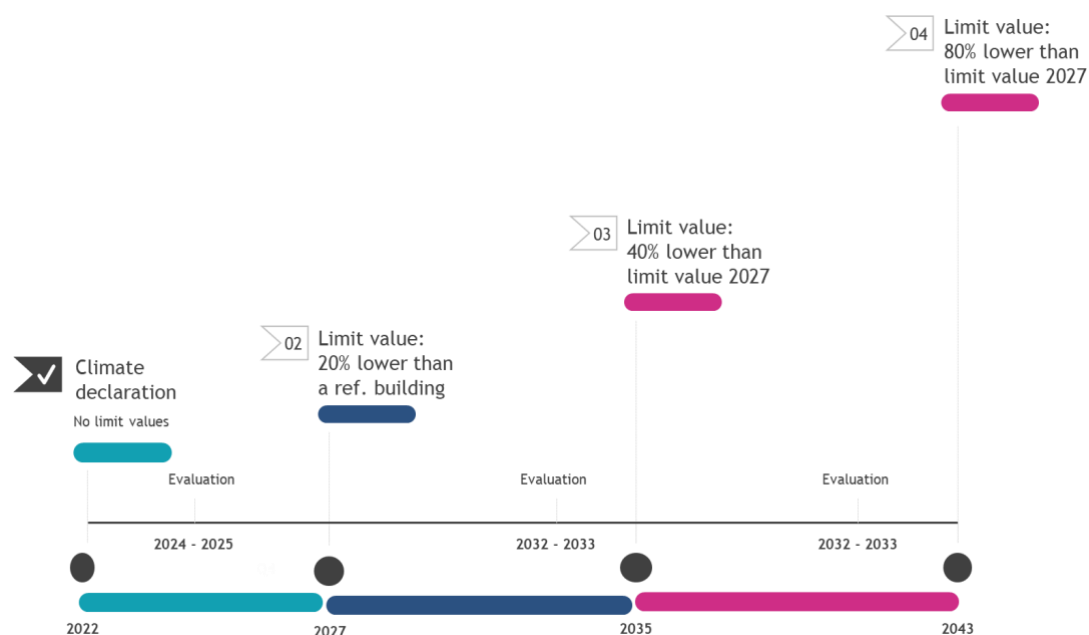 04
Limit value:
80% lower than
limit value 2027
03
Limit value:
40% lower than
limit value 2027
02
Limit value:
20% lower than
a ref. building
Climate
declaration
No limit values
Evaluation
Evaluation
Evaluation
2024 - 2025
2032 - 2033
2032 - 2033
2022
2027
2035
2043